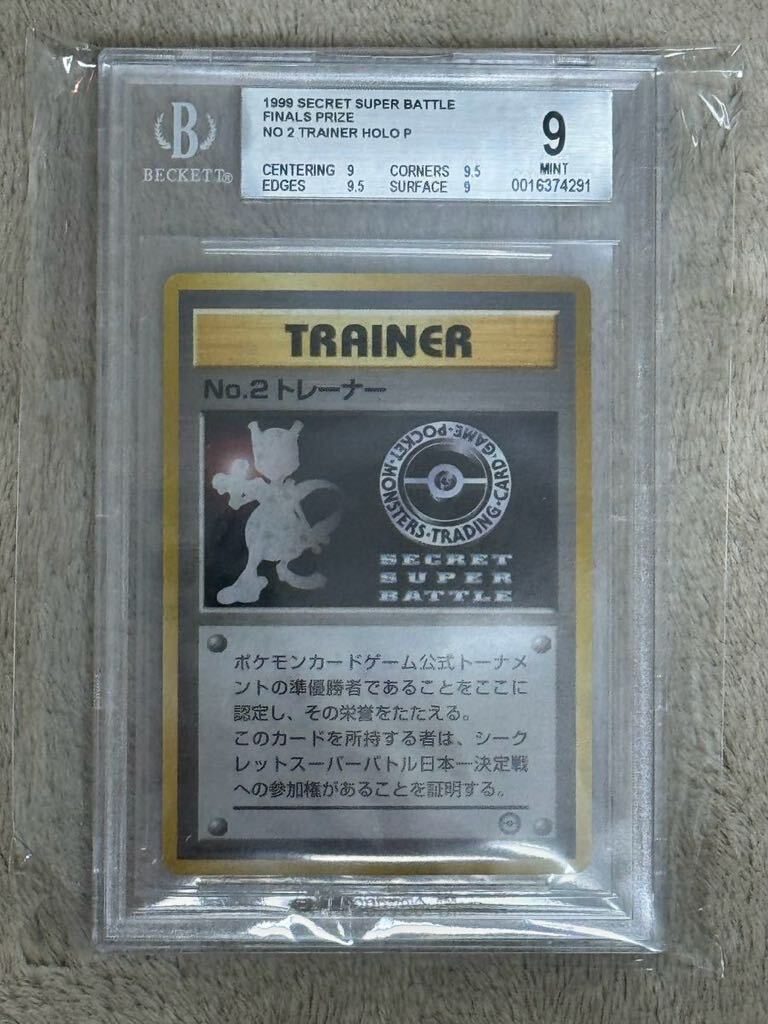 B
BECKETT®
1999 SECRET SUPER BATTLE
FINALS PRIZE
NO 2 TRAINER HOLO P
CENTERING 9 CORNERS 9.5
EDGES 9.5 SURFACE 9
9
MINT
0016374291
TRAINER
No.2 トレーナー
POCKET MONSTERS TRADING CARD GAME
SECRET
SUPER
BATTLE
ポケモンカードゲーム公式トーナメ
ントの準優勝者であることをここに
認定し、その栄誉をたたえる。
このカードを所持する者は、シーク
レットスーパーバトル日本一決定戦
への参加権があることを証明する。